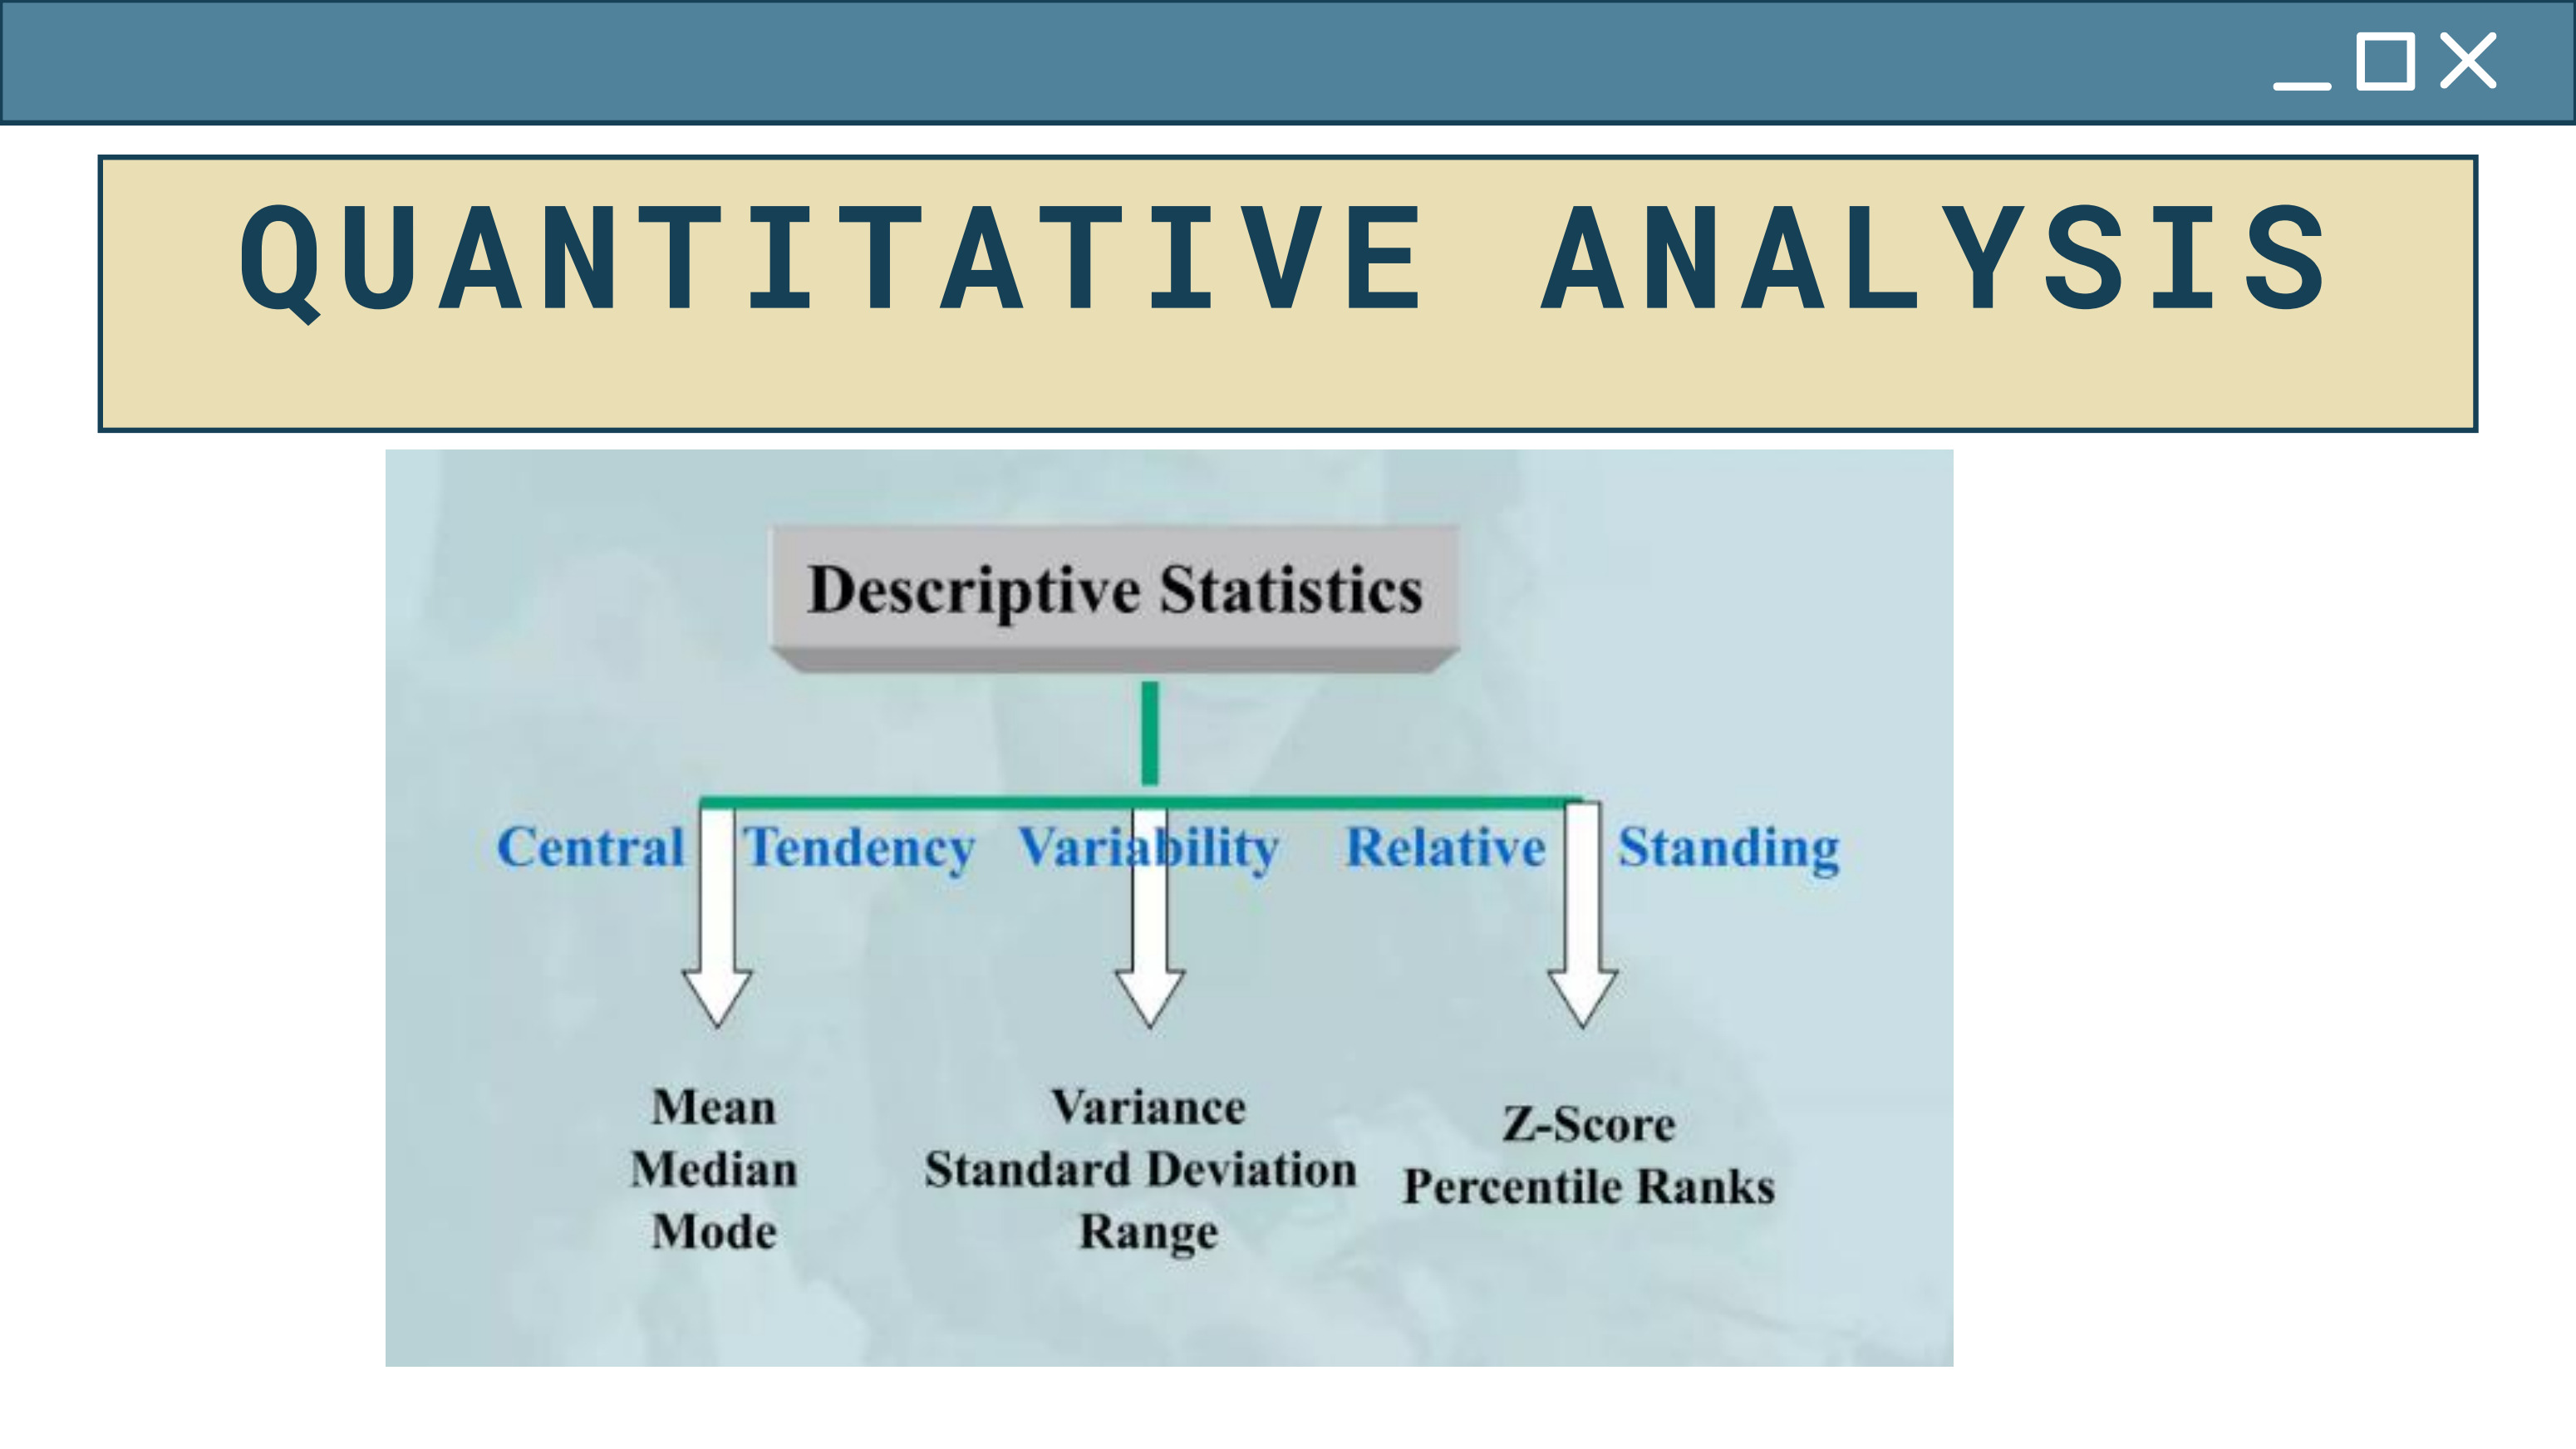 QUANTITATIVE ANALYSIS
Descriptive Statistics
Central Tendency Variability Relative Standing
Mean
Median
Mode
Variance
Standard Deviation
Range
Z-Score
Percentile Ranks